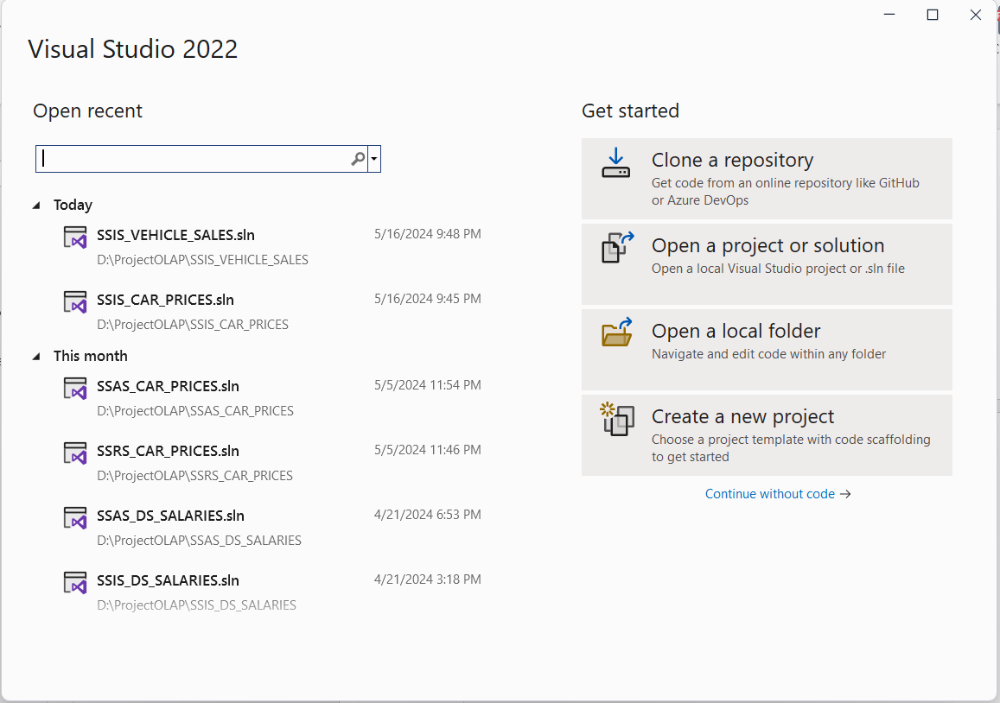 Visual Studio 2022
Open recent
Today
SSIS_VEHICLE_SALES.sln 5/16/2024 9:48 PM
D:\ProjectOLAP\SSIS_VEHICLE_SALES
SSIS_CAR_PRICES.sln 5/16/2024 9:45 PM
D:\ProjectOLAP\SSIS_CAR_PRICES
This month
SSAS_CAR_PRICES.sln 5/5/2024 11:54 PM
D:\ProjectOLAP\SSAS_CAR_PRICES
SSRS_CAR_PRICES.sln 5/5/2024 11:46 PM
D:\ProjectOLAP\SSRS_CAR_PRICES
SSAS_DS_SALARIES.sln 4/21/2024 6:53 PM
D:\ProjectOLAP\SSAS_DS_SALARIES
SSIS_DS_SALARIES.sln 4/21/2024 3:18 PM
D:\ProjectOLAP\SSIS_DS_SALARIES
Get started
Clone a repository
Get code from an online repository like GitHub
or Azure DevOps
Open a project or solution
Open a local Visual Studio project or .sln file
Open a local folder
Navigate and edit code within any folder
Create a new project
Choose a project template with code scaffolding
to get started
Continue without code →